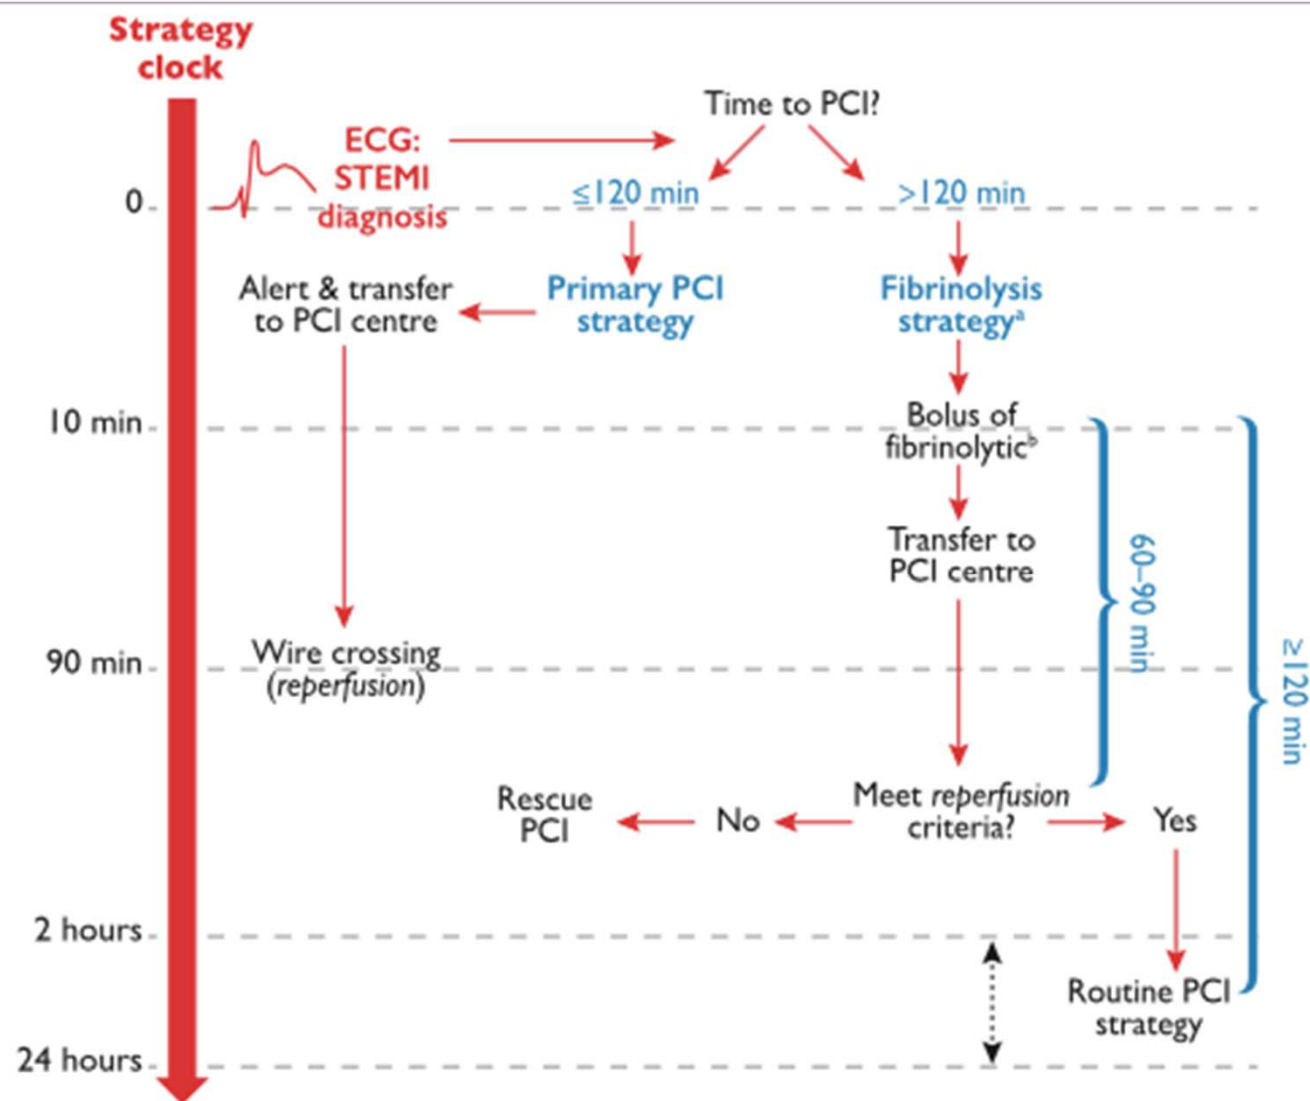 Strategy
clock
Time to PCI?
ECG:
STEMI
diagnosis
≤120 min
>120 min
0
Alert & transfer
to PCI centre
Primary PCI
strategy
Fibrinolysis
strategyᵃ
10 min
Bolus of
fibrinolyticᵇ
Transfer to
PCI centre
60–90 min
≥120 min
90 min
Wire crossing
(reperfusion)
Rescue
PCI
No
Meet reperfusion
criteria?
Yes
2 hours
Routine PCI
strategy
24 hours